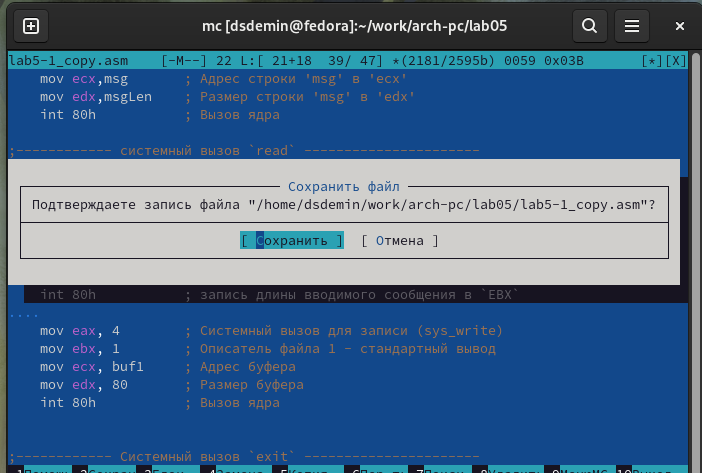 mc [dsdemin@fedora]:~/work/arch-pc/lab05
lab5-1_copy.asm [-M--] 22 L:[ 21+18 39/ 47] *(2181/2595b) 0059 0x03B [*][X]
mov ecx,msg ; Адрес строки 'msg' в 'ecx'
mov edx,msgLen ; Размер строки 'msg' в 'edx'
int 80h ; Вызов ядра
;------------ системный вызов `read` ----------------------
Сохранить файл
Подтверждаете запись файла "/home/dsdemin/work/arch-pc/lab05/lab5-1_copy.asm"?
[ Сохранить ] [ Отмена ]
int 80h ; запись длины вводимого сообщения в `EBX`
....
mov eax, 4 ; Системный вызов для записи (sys_write)
mov ebx, 1 ; Описатель файла 1 - стандартный вывод
mov ecx, buf1 ; Адрес буфера
mov edx, 80 ; Размер буфера
int 80h ; Вызов ядра
;------------ Системный вызов `exit` ----------------------